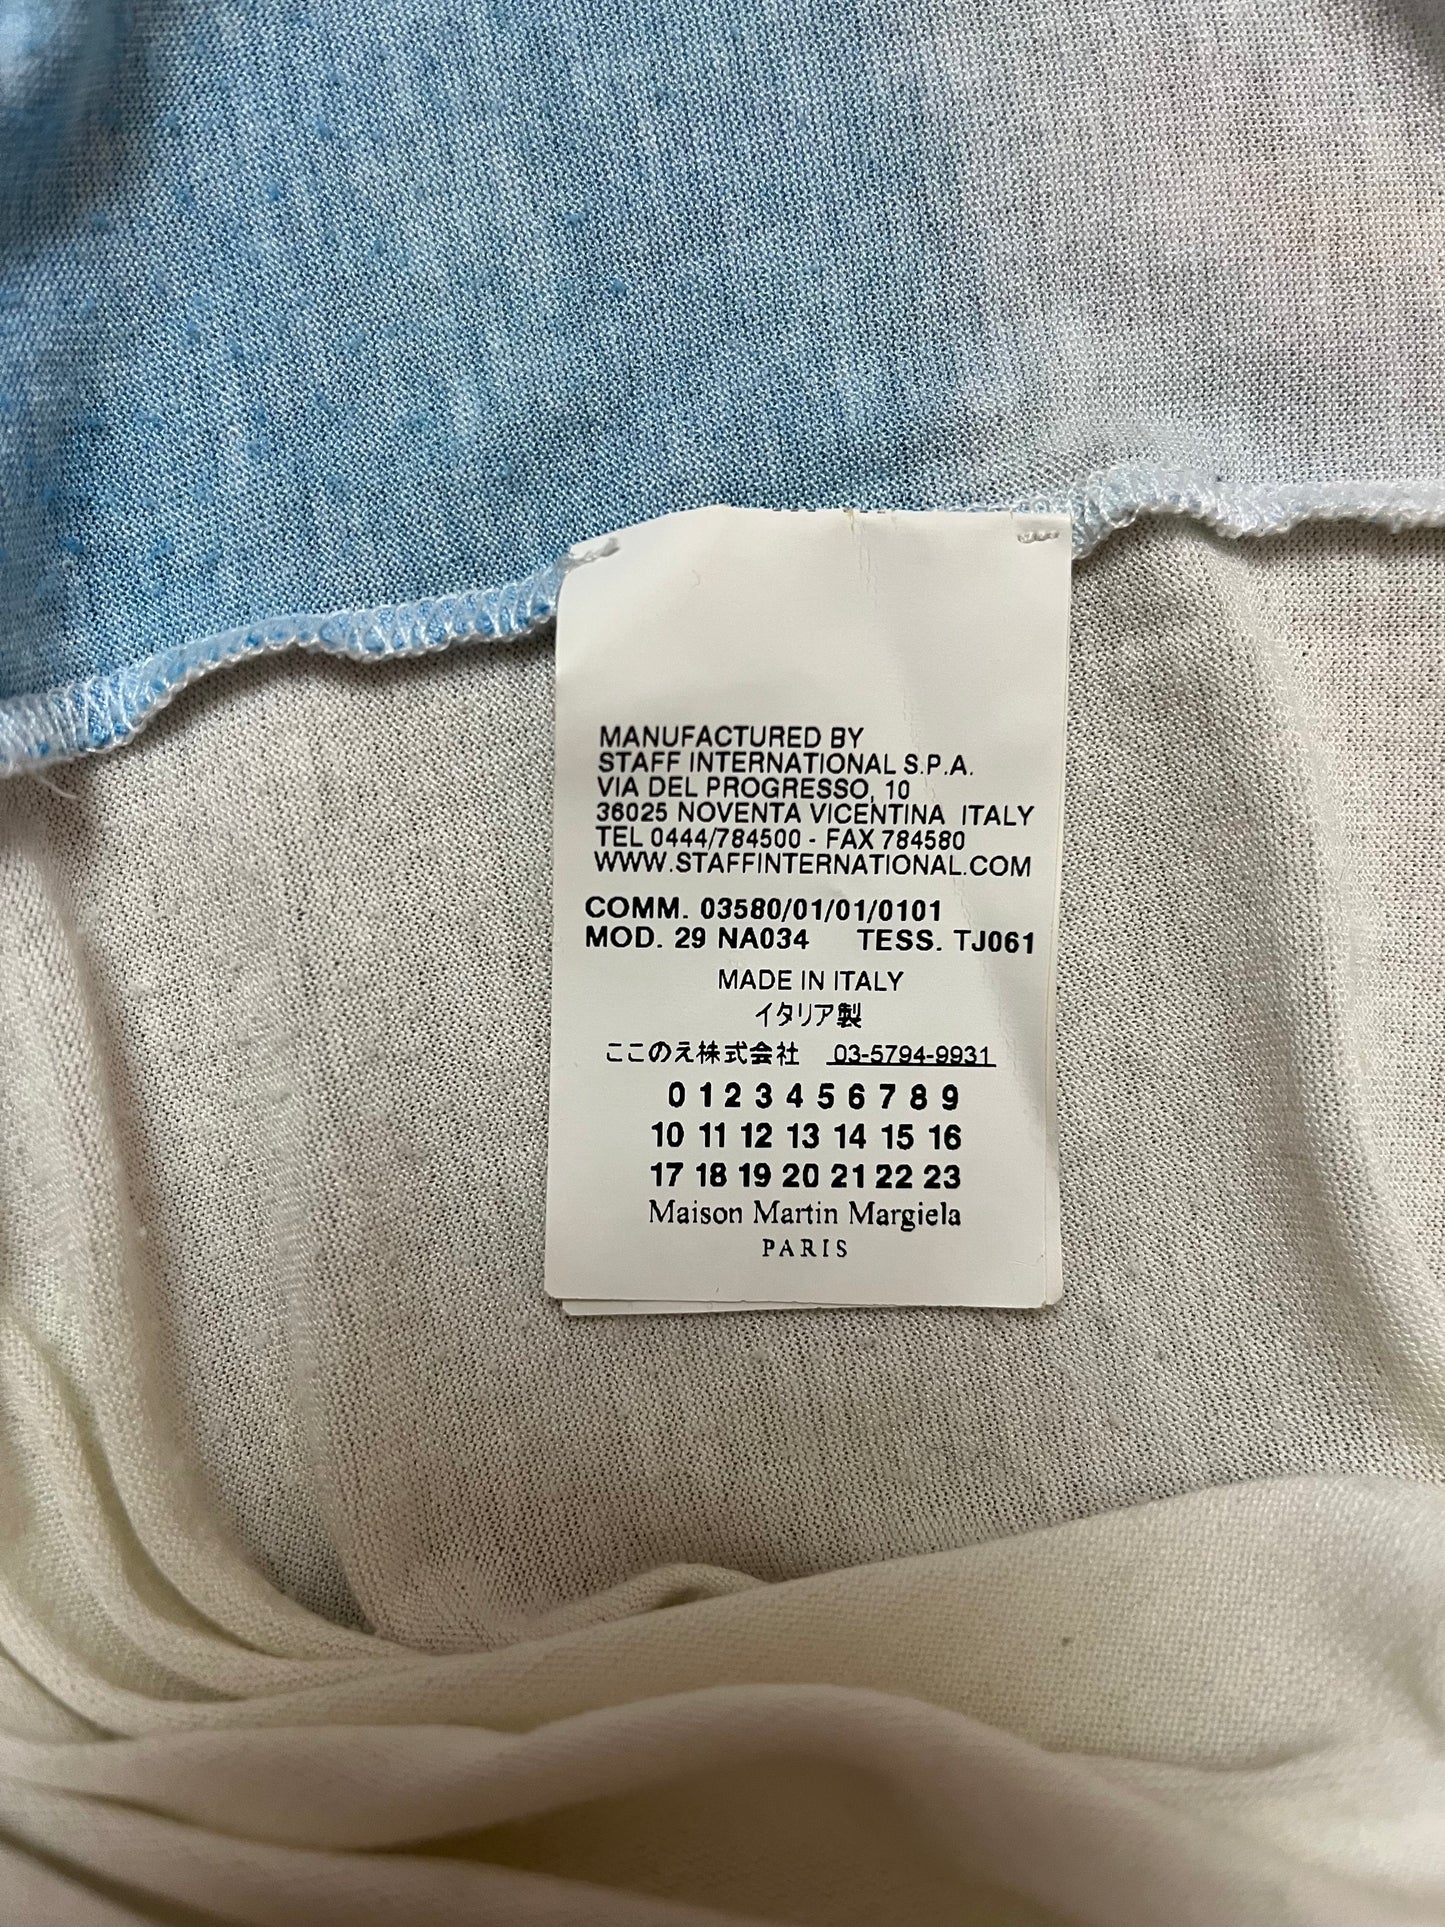 MANUFACTURED BY
STAFF INTERNATIONAL S.P.A.
VIA DEL PROGRESSO, 10
36025 NOVENTA VICENTINA ITALY
TEL 0444/784500 - FAX 784580
WWW.STAFFINTERNATIONAL.COM
COMM. 03580/01/01/0101
MOD. 29 NA034 TESS. TJ061
MADE IN ITALY
イタリア製
ここのえ株式会社 03-5794-9931
0 1 2 3 4 5 6 7 8 9
10 11 12 13 14 15 16
17 18 19 20 21 22 23
Maison Martin Margiela
PARIS